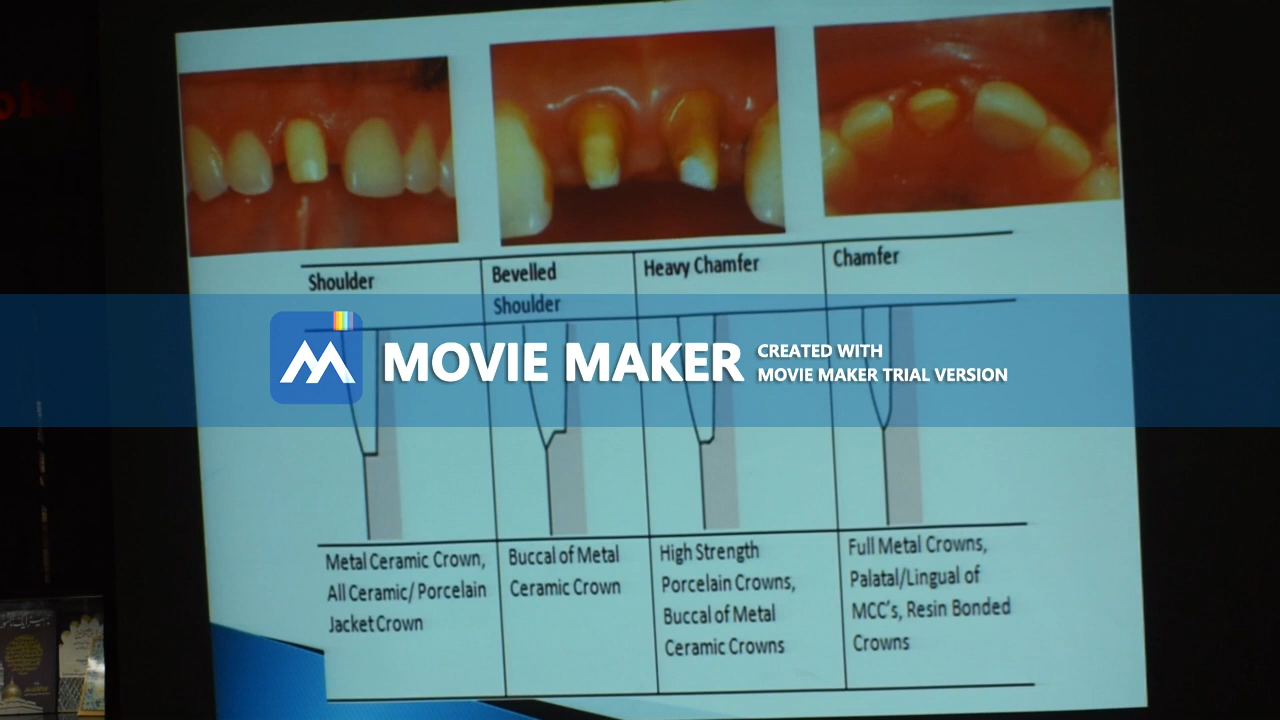 Shoulder
Bevelled
Shoulder
Heavy Chamfer
Chamfer
MOVIE MAKER
CREATED WITH
MOVIE MAKER TRIAL VERSION
Metal Ceramic Crown,
All Ceramic/ Porcelain
Jacket Crown
Buccal of Metal
Ceramic Crown
High Strength
Porcelain Crowns,
Buccal of Metal
Ceramic Crowns
Full Metal Crowns,
Palatal/Lingual of
MCC's, Resin Bonded
Crowns